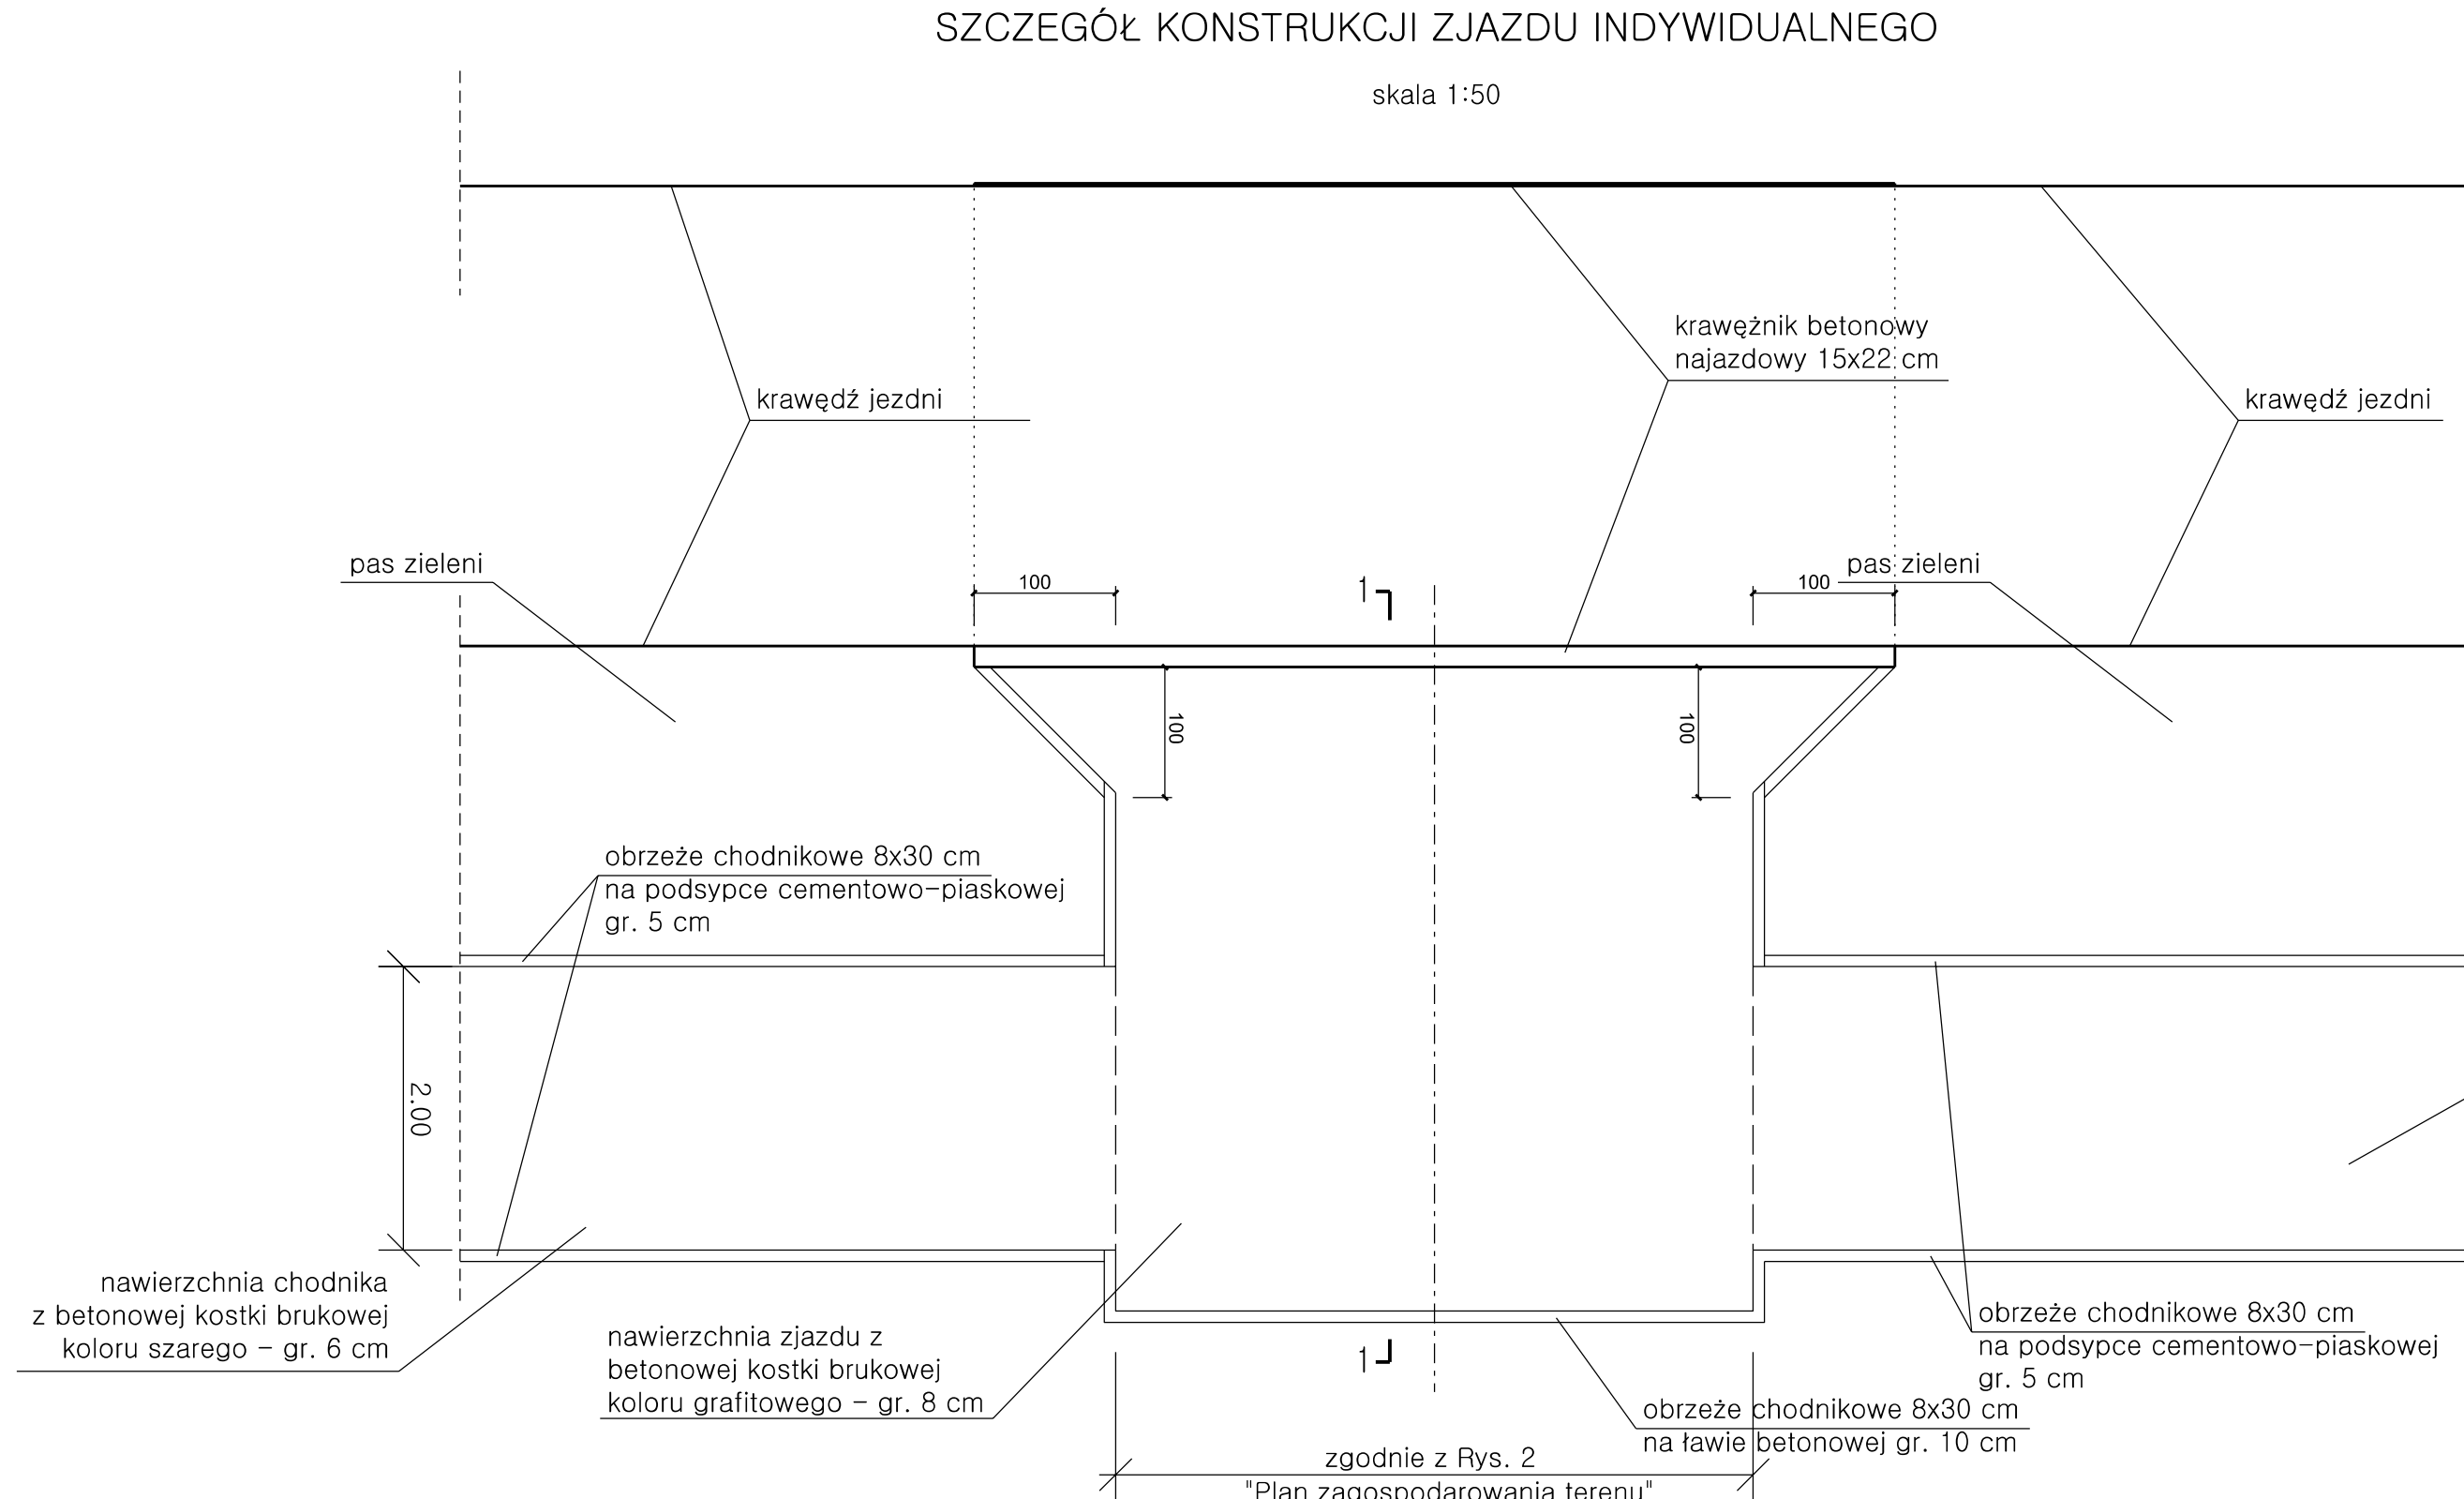 SZCZEGÓŁ KONSTRUKCJI ZJAZDU INDYWIDUALNEGO
skala 1:50
krawężnik betonowy
najazdowy 15x22 cm
krawędź jezdni
krawędź jezdni
pas zieleni
pas zieleni
100
1
100
100
100
obrzeże chodnikowe 8x30 cm
na podsypce cementowo-piaskowej
gr. 5 cm
2.00
nawierzchnia chodnika
z betonowej kostki brukowej
koloru szarego - gr. 6 cm
nawierzchnia zjazdu z
betonowej kostki brukowej
koloru grafitowego - gr. 8 cm
1
obrzeże chodnikowe 8x30 cm
na podsypce cementowo-piaskowej
gr. 5 cm
obrzeże chodnikowe 8x30 cm
na ławie betonowej gr. 10 cm
zgodnie z Rys. 2
"Plan zagospodarowania terenu"